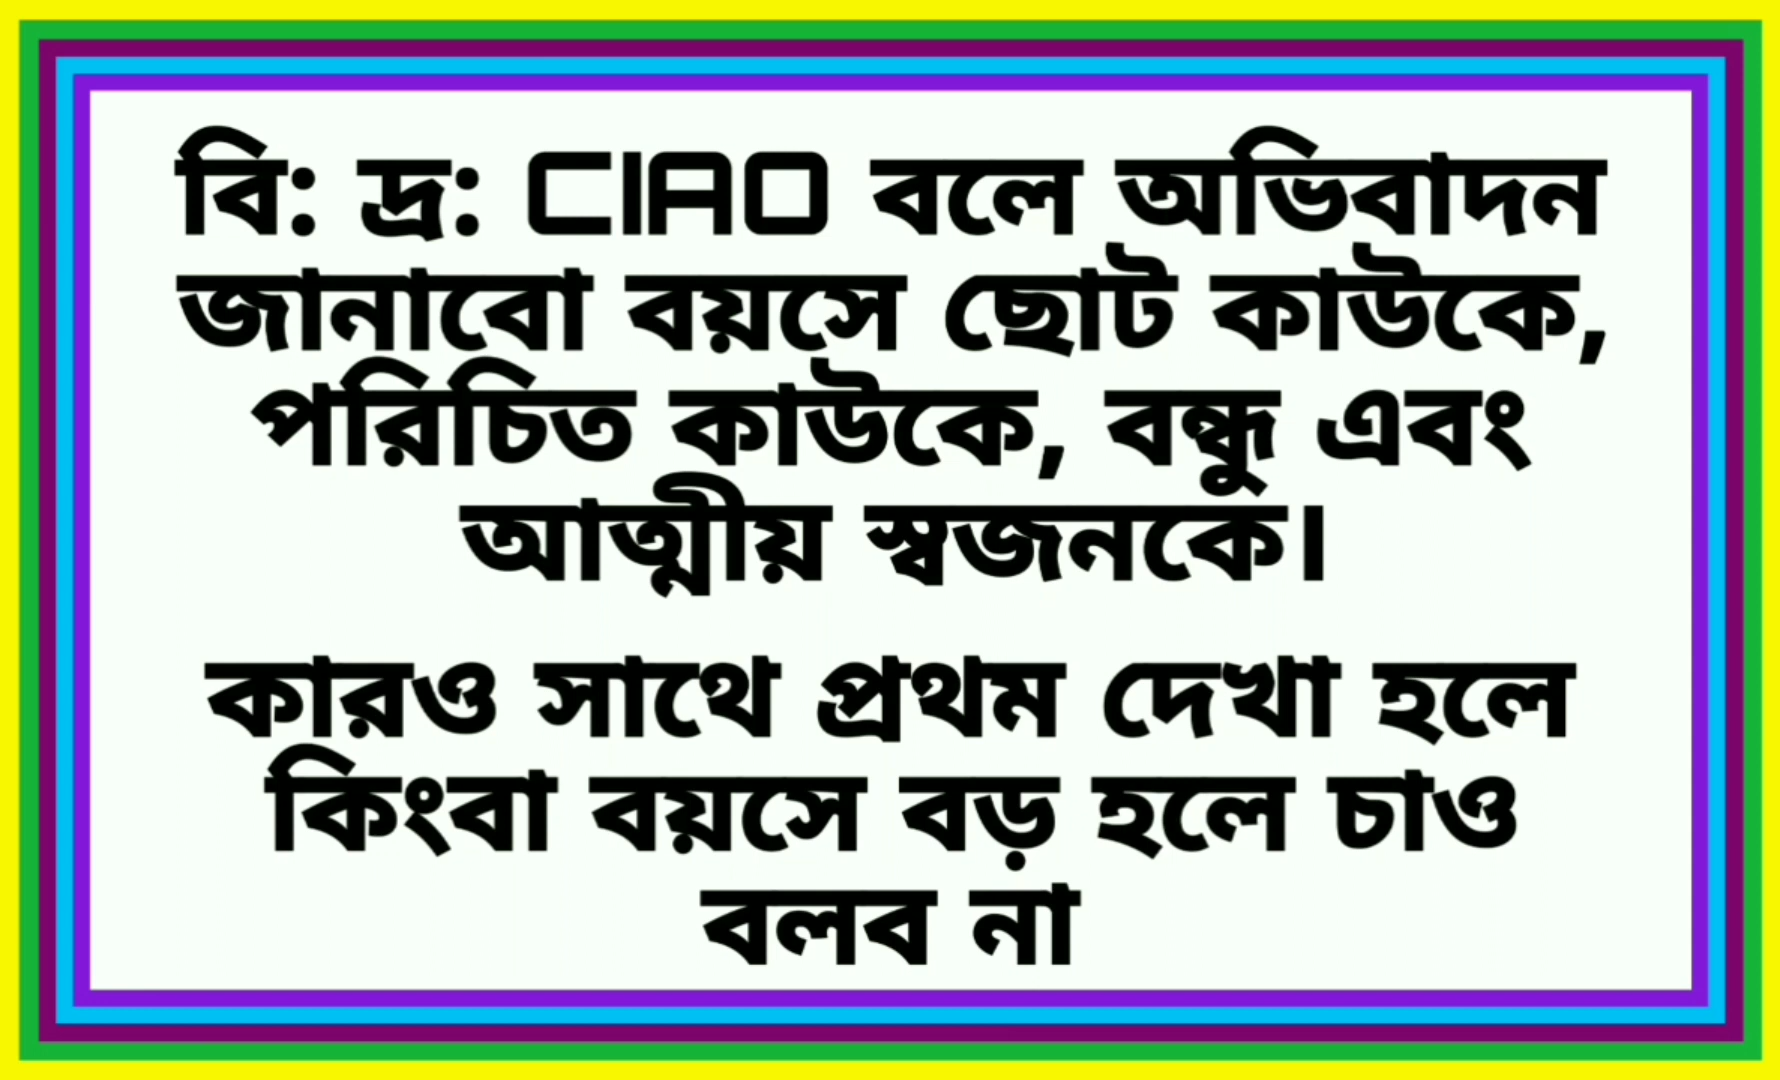 বি: দ্র: CIAO বলে অভিবাদন
জানাবো বয়সে ছোট কাউকে,
পরিচিত কাউকে, বন্ধু এবং
আত্মীয় স্বজনকে।
কারও সাথে প্রথম দেখা হলে
কিংবা বয়সে বড় হলে চাও
বলব না